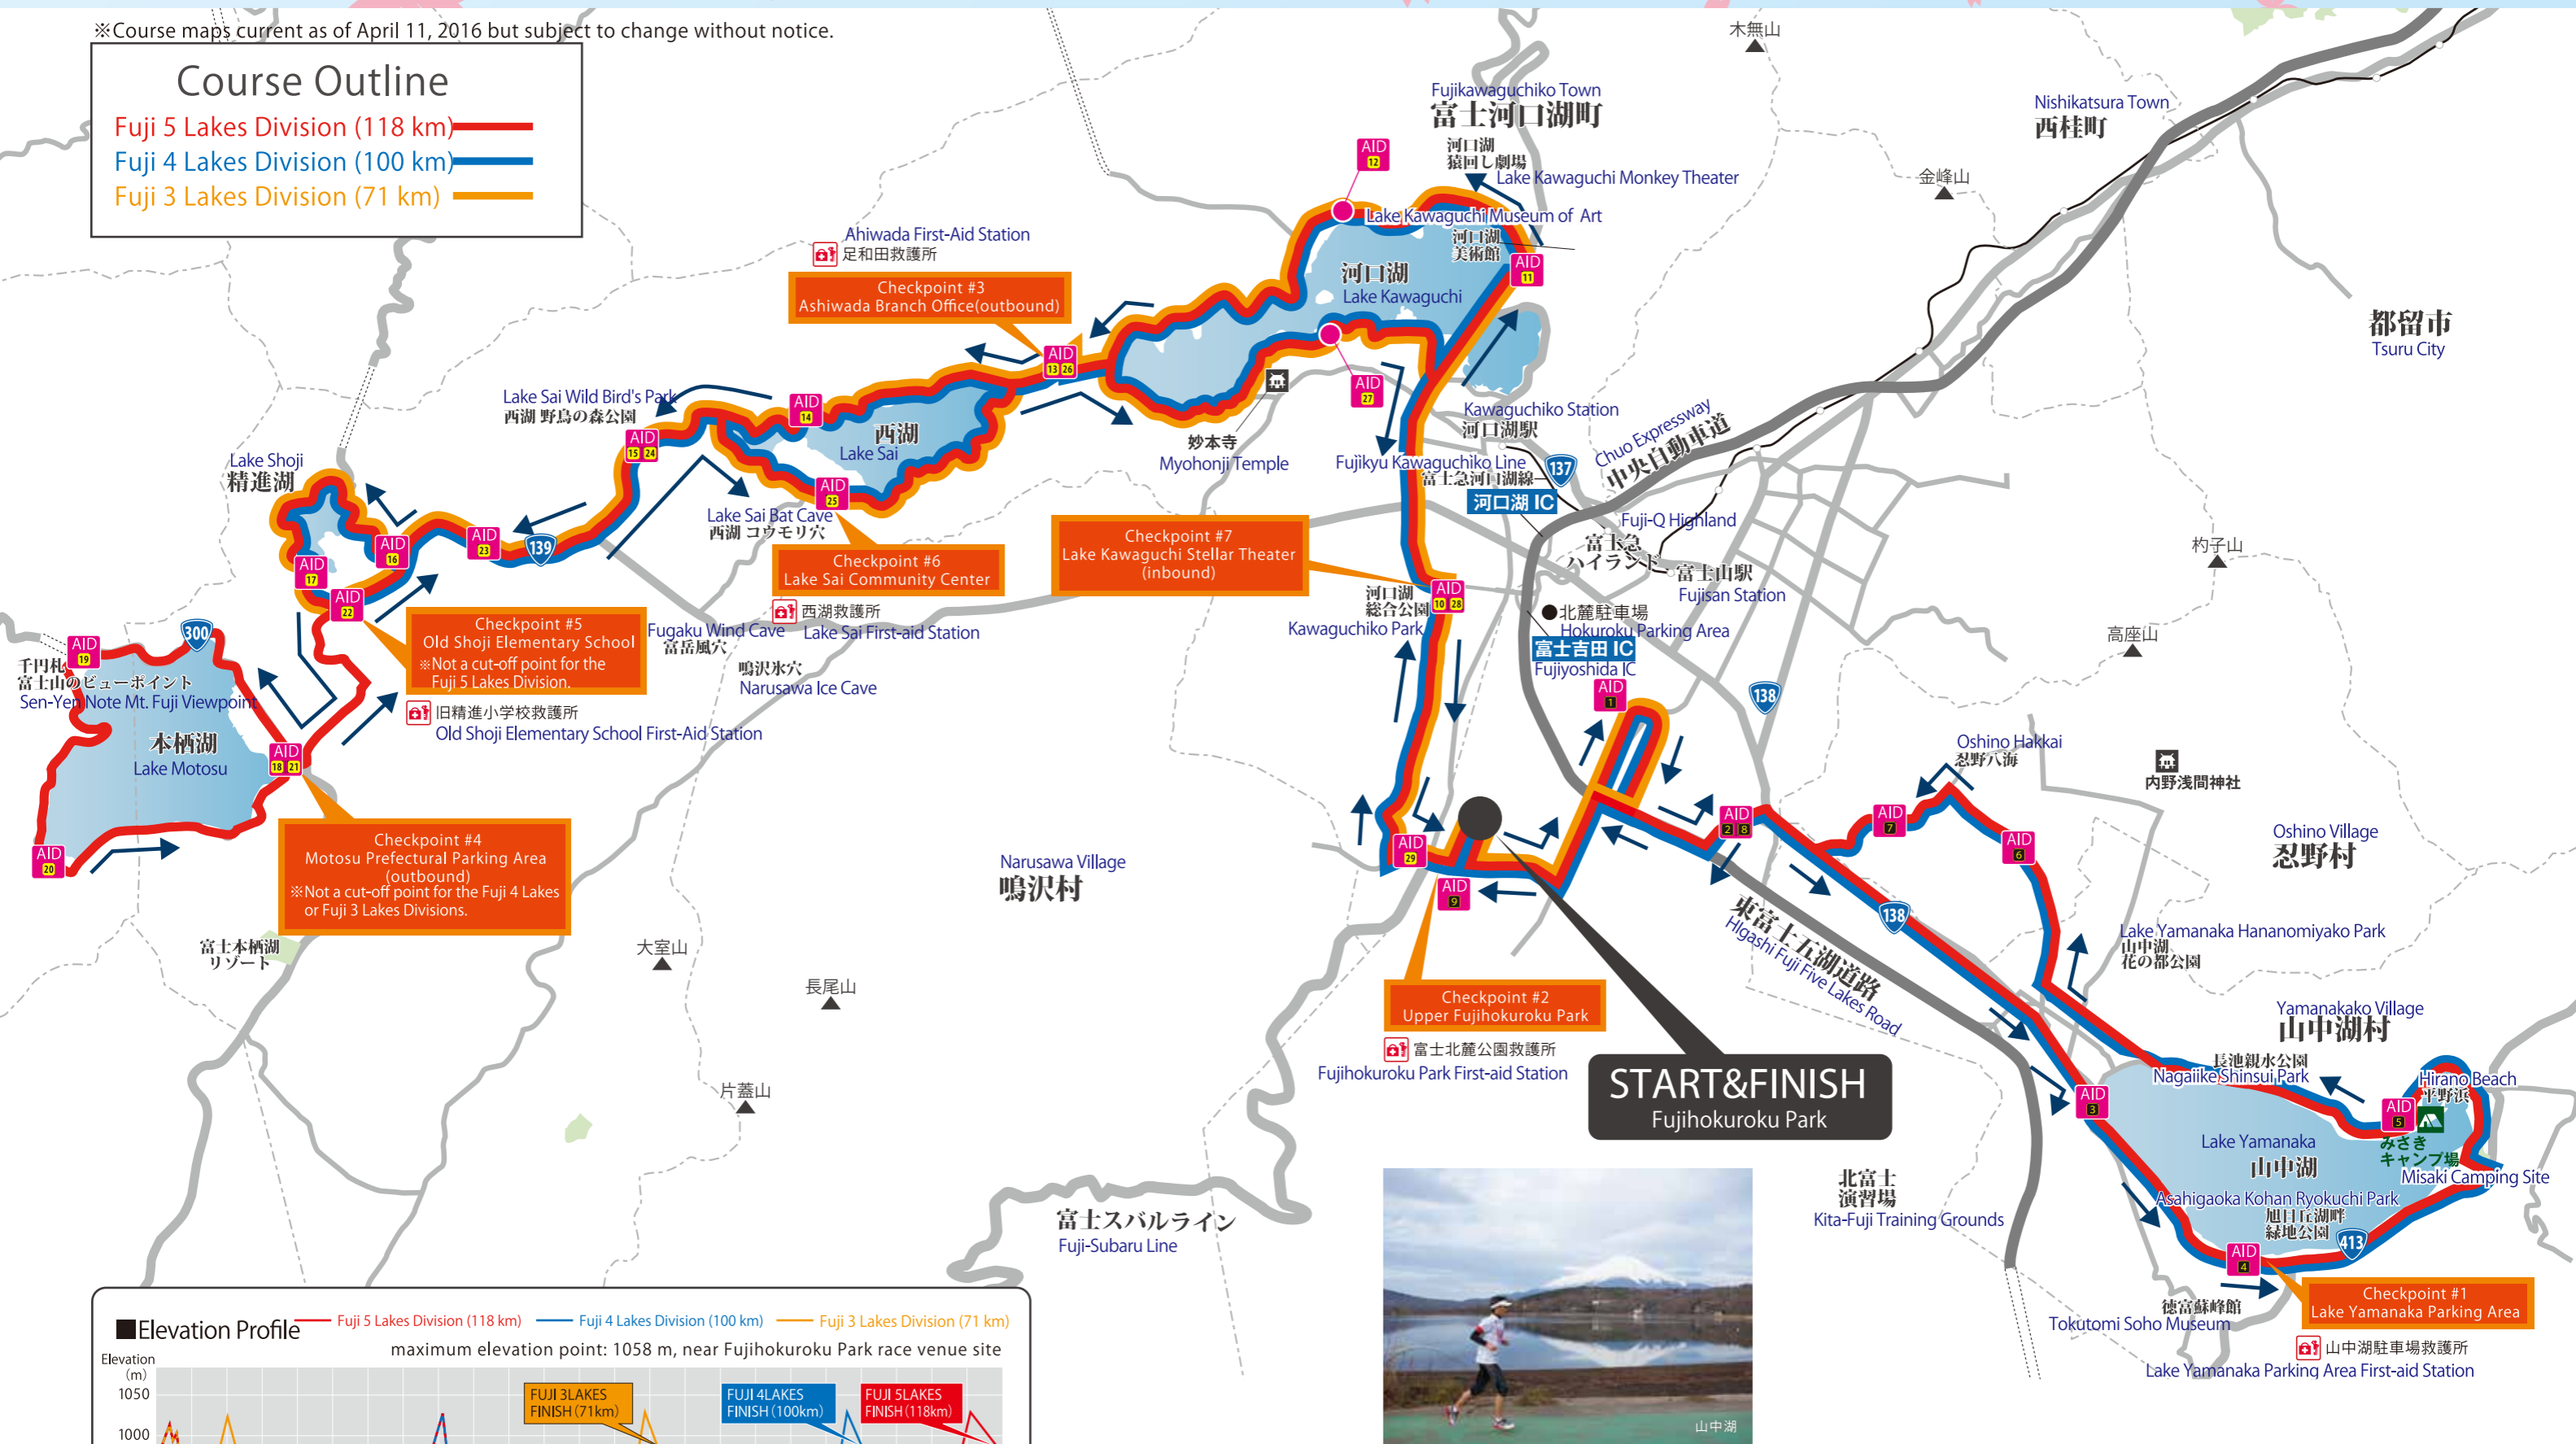 ※Course maps current as of April 11, 2016 but subject to change without notice.
Course Outline
Fuji 5 Lakes Division (118 km)
Fuji 4 Lakes Division (100 km)
Fuji 3 Lakes Division (71 km)
木無山
Fujikawaguchiko Town
富士河口湖町
Nishikatsura Town
西桂町
AID
12
河口湖
猿回し劇場
Lake Kawaguchi Monkey Theater
金峰山
Lake Kawaguchi Museum of Art
河口湖
美術館
Ahiwada First-Aid Station
足和田救護所
Checkpoint #3
Ashiwada Branch Office(outbound)
河口湖
Lake Kawaguchi
AID
11
都留市
Tsuru City
AID
13 26
AID
27
Lake Sai Wild Bird's Park
西湖 野鳥の森公園
AID
14
AID
15 24
西湖
Lake Sai
妙本寺
Myohonji Temple
Kawaguchiko Station
河口湖駅
Chuo Expressway
中央自動車道
Fujikyu Kawaguchiko Line
富士急河口湖線
137
河口湖 IC
Lake Shoji
精進湖
AID
25
Lake Sai Bat Cave
西湖 コウモリ穴
AID
16
AID
23
139
AID
17
AID
22
Checkpoint #6
Lake Sai Community Center
西湖救護所
Lake Sai First-aid Station
Checkpoint #7
Lake Kawaguchi Stellar Theater
(inbound)
Fuji-Q Highland
富士急
ハイランド
富士山駅
Fujisan Station
杓子山
AID
10 28
河口湖
総合公園
Kawaguchiko Park
北麓駐車場
Hokuroku Parking Area
富士吉田 IC
Fujiyoshida IC
高座山
Checkpoint #5
Old Shoji Elementary School
※Not a cut-off point for the
Fuji 5 Lakes Division.
旧精進小学校救護所
Old Shoji Elementary School First-Aid Station
Fugaku Wind Cave
富岳風穴
鳴沢氷穴
Narusawa Ice Cave
300
AID
19
千円札
富士山のビューポイント
Sen-Yen Note Mt. Fuji Viewpoint
本栖湖
Lake Motosu
AID
18 21
AID
20
Checkpoint #4
Motosu Prefectural Parking Area
(outbound)
※Not a cut-off point for the Fuji 4 Lakes
or Fuji 3 Lakes Divisions.
富士本栖湖
リゾート
AID
1
138
Oshino Hakkai
忍野八海
内野浅間神社
AID
2 8
AID
7
AID
6
Oshino Village
忍野村
AID
29
AID
9
Narusawa Village
鳴沢村
138
東富士五湖道路
HIgashi Fuji Five Lakes Road
Lake Yamanaka Hananomiyako Park
山中湖
花の都公園
大室山
長尾山
片蓋山
Checkpoint #2
Upper Fujihokuroku Park
富士北麓公園救護所
Fujihokuroku Park First-aid Station
START&FINISH
Fujihokuroku Park
Yamanakako Village
山中湖村
長池親水公園
Nagaiike Shinsui Park
Hirano Beach
平野浜
AID
3
AID
5
みさき
キャンプ場
Misaki Camping Site
Lake Yamanaka
山中湖
Asahigaoka Kohan Ryokuchi Park
旭日丘湖畔
緑地公園
413
AID
4
北富士
演習場
Kita-Fuji Training Grounds
富士スバルライン
Fuji-Subaru Line
Checkpoint #1
Lake Yamanaka Parking Area
徳富蘇峰館
Tokutomi Soho Museum
山中湖駐車場救護所
Lake Yamanaka Parking Area First-aid Station
■Elevation Profile
Fuji 5 Lakes Division (118 km)
Fuji 4 Lakes Division (100 km)
Fuji 3 Lakes Division (71 km)
maximum elevation point: 1058 m, near Fujihokuroku Park race venue site
Elevation
(m)
1050
1000
FUJI 3LAKES
FINISH(71km)
FUJI 4LAKES
FINISH(100km)
FUJI 5LAKES
FINISH(118km)
山中湖